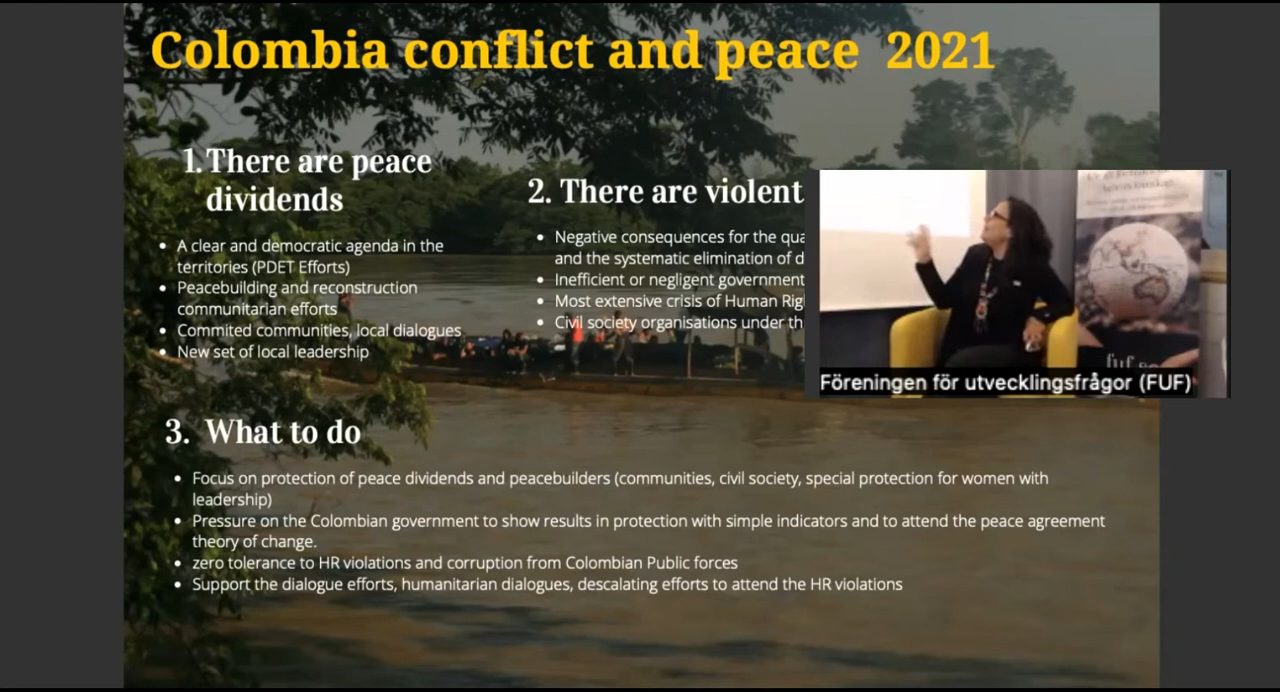 Colombia conflict and peace 2021
1. There are peace
dividends
• A clear and democratic agenda in the
territories (PDET Efforts)
• Peacebuilding and reconstruction
communitarian efforts
• Commited communities, local dialogues
• New set of local leadership
2. There are violent
• Negative consequences for the qua
and the systematic elimination of d
• Inefficient or negligent government
• Most extensive crisis of Human Rig
• Civil society organisations under th
fuf
Föreningen för utvecklingsfrågor (FUF)
3. What to do
• Focus on protection of peace dividends and peacebuilders (communities, civil society, special protection for women with
leadership)
• Pressure on the Colombian government to show results in protection with simple indicators and to attend the peace agreement
theory of change.
• zero tolerance to HR violations and corruption from Colombian Public forces
• Support the dialogue efforts, humanitarian dialogues, descalating efforts to attend the HR violations